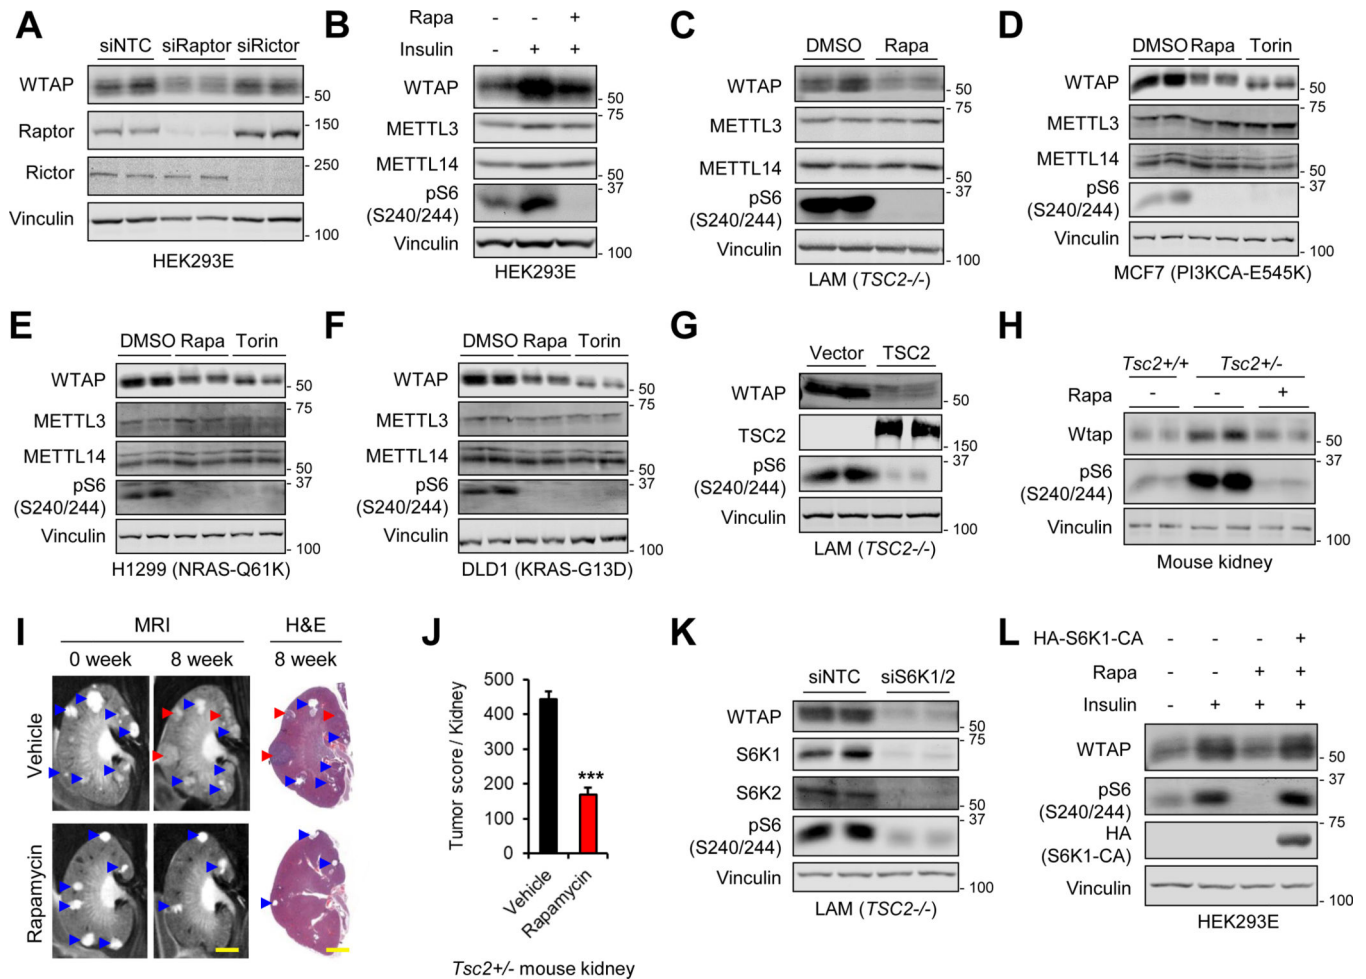 A
siNTC siRaptor siRictor
WTAP
- 50
Raptor
- 150
Rictor
- 250
Vinculin
- 100
HEK293E
B
Rapa - - +
Insulin - + +
WTAP
- 50
- 75
METTL3
METTL14
- 50
- 37
pS6
(S240/244)
Vinculin
- 100
HEK293E
C
DMSO Rapa
WTAP
- 50
- 75
METTL3
METTL14
- 50
- 37
pS6
(S240/244)
Vinculin
- 100
LAM (TSC2-/-)
D
DMSO Rapa Torin
WTAP
- 50
- 75
METTL3
METTL14
- 50
- 37
pS6
(S240/244)
Vinculin
- 100
MCF7 (PI3KCA-E545K)
E
DMSO Rapa Torin
WTAP
- 50
- 75
METTL3
METTL14
- 50
- 37
pS6
(S240/244)
Vinculin
- 100
H1299 (NRAS-Q61K)
F
DMSO Rapa Torin
WTAP
- 50
- 75
METTL3
METTL14
- 50
- 37
pS6
(S240/244)
Vinculin
- 100
DLD1 (KRAS-G13D)
G
Vector TSC2
WTAP
- 50
TSC2
- 150
- 37
pS6
(S240/244)
Vinculin
- 100
LAM (TSC2-/-)
H
Tsc2+/+ Tsc2+/-
Rapa - - +
Wtap
- 50
- 37
pS6
(S240/244)
Vinculin
- 100
Mouse kidney
I
MRI H&E
0 week 8 week 8 week
Vehicle
Rapamycin
J
Tumor score / Kidney
500
400
300
200
100
0
***
Vehicle
Rapamycin
Tsc2+/- mouse kidney
K
siNTC siS6K1/2
WTAP
- 50
- 75
S6K1
S6K2
- 50
- 37
pS6
(S240/244)
Vinculin
- 100
LAM (TSC2-/-)
L
HA-S6K1-CA - - - +
Rapa - - + +
Insulin - + + +
WTAP
- 50
- 37
pS6
(S240/244)
- 75
HA
(S6K1-CA)
Vinculin
- 100
HEK293E